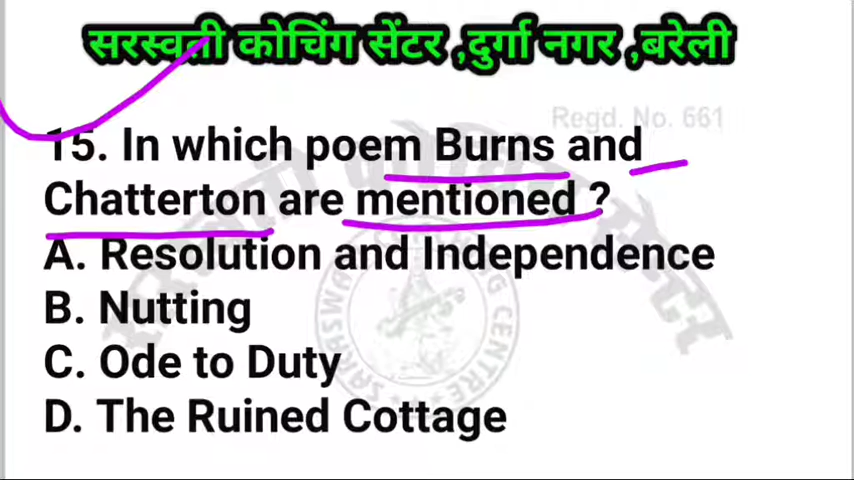 सरस्वती कोचिंग सेंटर ,दुर्गा नगर ,बरेली
Regd. No. 661
15. In which poem Burns and
Chatterton are mentioned ?
A. Resolution and Independence
B. Nutting
C. Ode to Duty
D. The Ruined Cottage